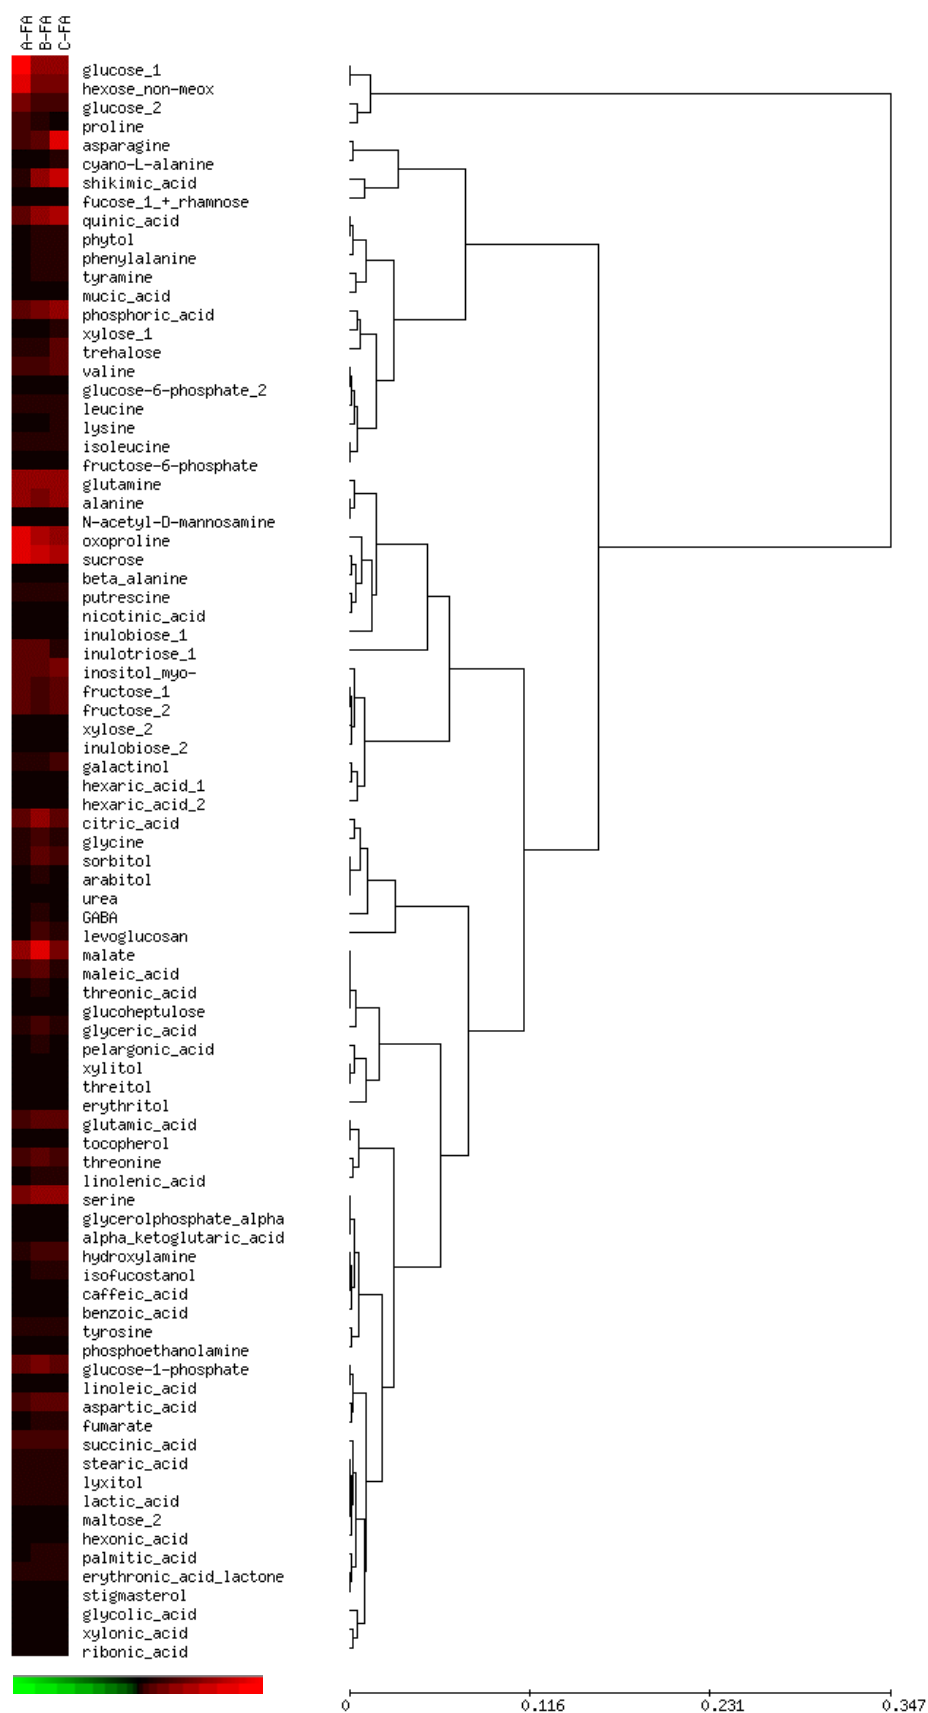 A-FA
B-FA
C-FA
glucose_1
hexose_non-meox
glucose_2
proline
asparagine
cyano-L-alanine
shikimic_acid
fucose_1_+_rhamnose
quinic_acid
phytol
phenylalanine
tyramine
mucic_acid
phosphoric_acid
xylose_1
trehalose
valine
glucose-6-phosphate_2
leucine
lysine
isoleucine
fructose-6-phosphate
glutamine
alanine
N-acetyl-D-mannosamine
oxoproline
sucrose
beta_alanine
putrescine
nicotinic_acid
inulobiose_1
inulotriose_1
inositol_myo-
fructose_1
fructose_2
xylose_2
inulobiose_2
galactinol
hexaric_acid_1
hexaric_acid_2
citric_acid
glycine
sorbitol
arabitol
urea
GABA
levoglucosan
malate
maleic_acid
threonic_acid
glucoheptulose
glyceric_acid
pelargonic_acid
xylitol
threitol
erythritol
glutamic_acid
tocopherol
threonine
linolenic_acid
serine
glycerolphosphate_alpha
alpha_ketoglutaric_acid
hydroxylamine
isofucostanol
caffeic_acid
benzoic_acid
tyrosine
phosphoethanolamine
glucose-1-phosphate
linoleic_acid
aspartic_acid
fumarate
succinic_acid
stearic_acid
lyxitol
lactic_acid
maltose_2
hexonic_acid
palmitic_acid
erythronic_acid_lactone
stigmasterol
glycolic_acid
xylonic_acid
ribonic_acid
0 0.116 0.231 0.347